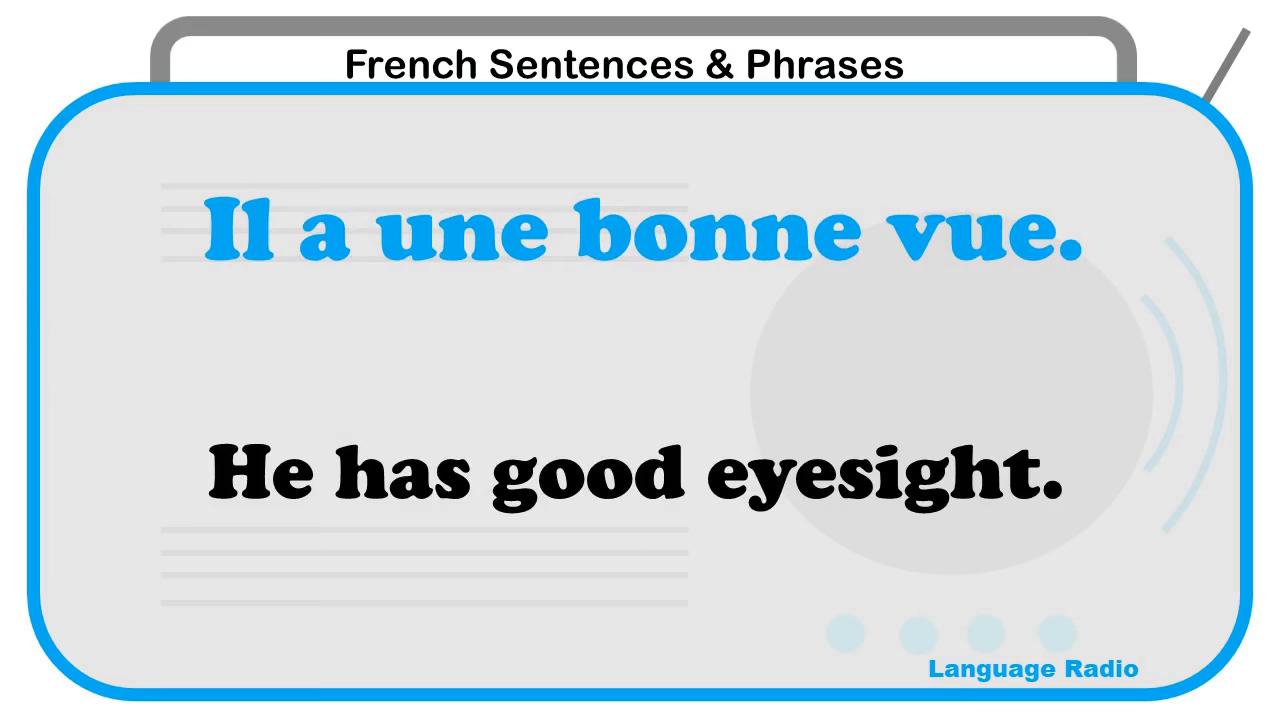 French Sentences & Phrases
Il a une bonne vue.
He has good eyesight.
Language Radio